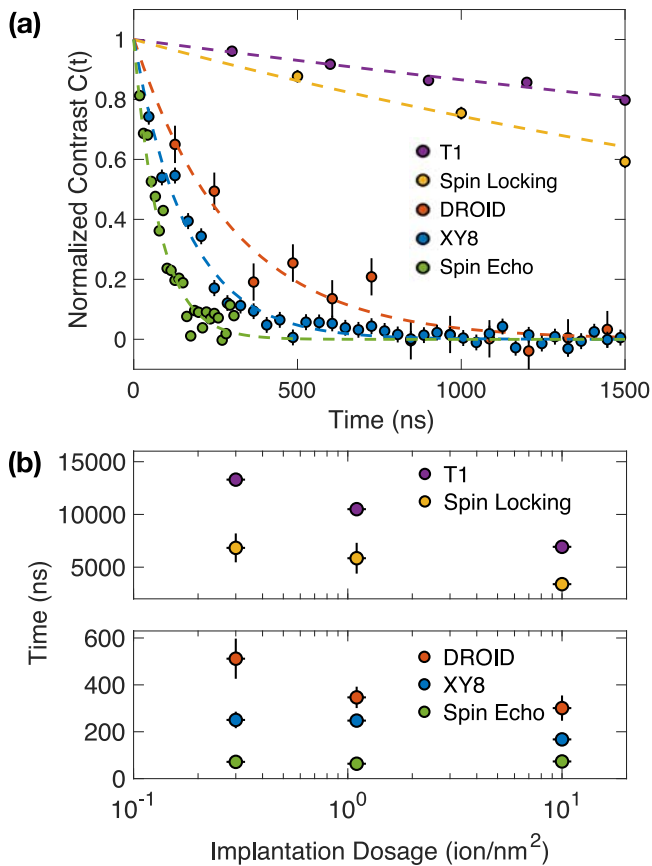 (a)
Normalized Contrast C(t)
1
0.8
0.6
0.4
0.2
0
T1
Spin Locking
DROID
XY8
Spin Echo
0 500 1000 1500
Time (ns)
(b)
Time (ns)
15000
10000
5000
T1
Spin Locking
600
400
200
0
DROID
XY8
Spin Echo
10⁻¹ 10⁰ 10¹
Implantation Dosage (ion/nm²)